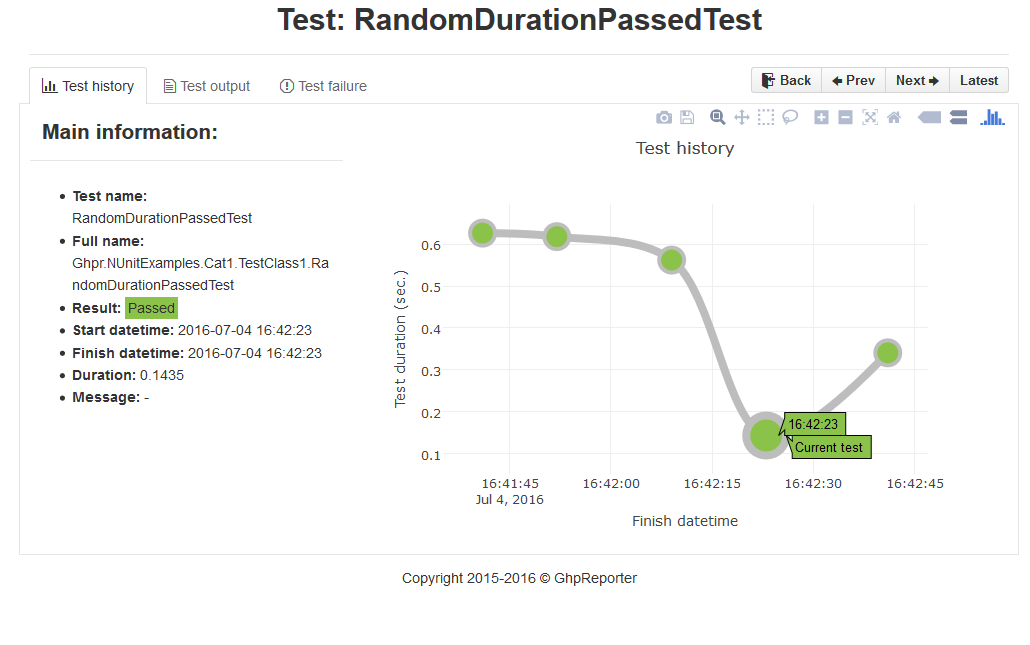 Test: RandomDurationPassedTest
Test history
Test output
Test failure
Back
Prev
Next
Latest
Main information:
Test name:
RandomDurationPassedTest
Full name:
Ghpr.NUnitExamples.Cat1.TestClass1.Ra
ndomDurationPassedTest
Result: Passed
Start datetime: 2016-07-04 16:42:23
Finish datetime: 2016-07-04 16:42:23
Duration: 0.1435
Message: -
Test history
Test duration (sec.)
0.6
0.5
0.4
0.3
0.2
0.1
16:42:23
Current test
16:41:45
Jul 4, 2016
16:42:00
16:42:15
16:42:30
16:42:45
Finish datetime
Copyright 2015-2016 © GhpReporter